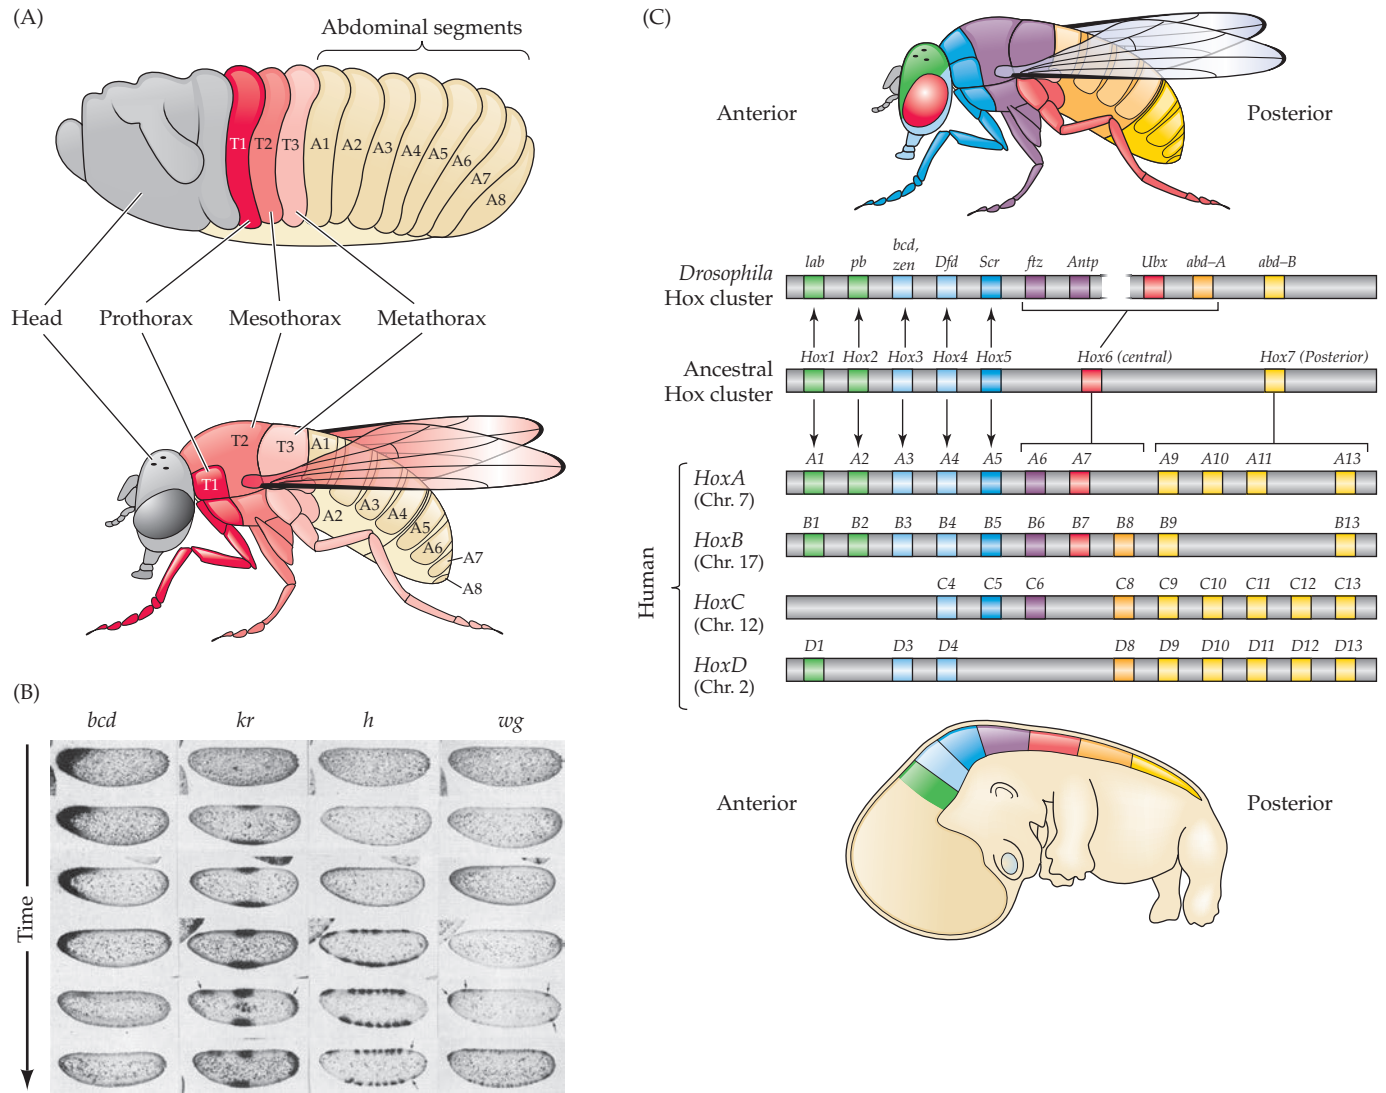 (A)
Abdominal segments
T1 T2 T3 A1 A2 A3 A4 A5 A6 A7 A8
Head Prothorax Mesothorax Metathorax
T1 T2 T3 A1 A2 A3 A4 A5 A6 A7 A8
(B)
bcd kr h wg
Time
(C)
Anterior Posterior
lab pb bcd, zen Dfd Scr ftz Antp Ubx abd–A abd–B
Drosophila
Hox cluster
Hox1 Hox2 Hox3 Hox4 Hox5 Hox6 (central) Hox7 (Posterior)
Ancestral
Hox cluster
Human
A1 A2 A3 A4 A5 A6 A7 A9 A10 A11 A13
HoxA
(Chr. 7)
B1 B2 B3 B4 B5 B6 B7 B8 B9 B13
HoxB
(Chr. 17)
C4 C5 C6 C8 C9 C10 C11 C12 C13
HoxC
(Chr. 12)
D1 D3 D4 D8 D9 D10 D11 D12 D13
HoxD
(Chr. 2)
Anterior Posterior